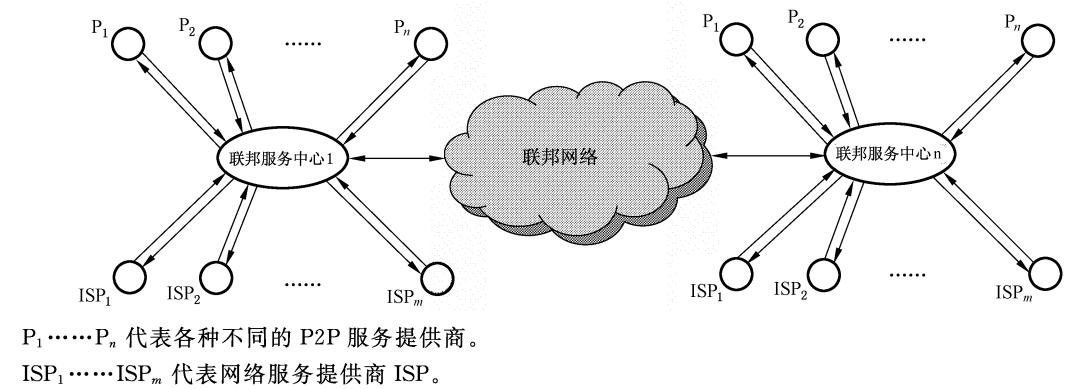 P₁ P₂ …… Pₙ P₁ P₂ …… Pₙ
联邦服务中心1 联邦网络 联邦服务中心n
ISP₁ ISP₂ …… ISPₘ ISP₁ ISP₂ …… ISPₘ
P₁……Pₙ 代表各种不同的 P2P 服务提供商。
ISP₁……ISPₘ 代表网络服务提供商 ISP。